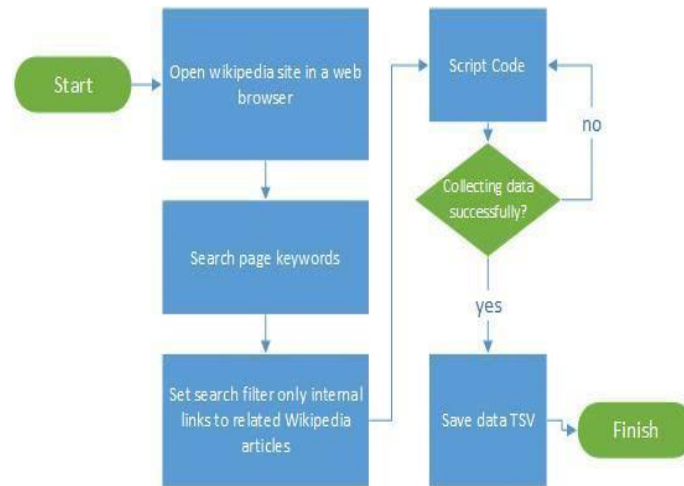 Start
Open wikipedia site in a web
browser
Search page keywords
Set search filter only internal
links to related Wikipedia
articles
Script Code
no
Collecting data
successfully?
yes
Save data TSV
Finish